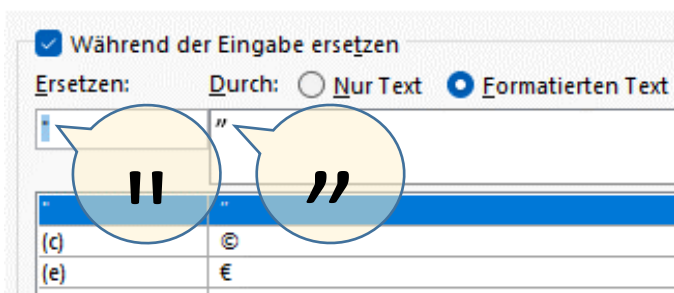 Während der Eingabe ersetzen
Ersetzen: Durch: Nur Text Formatierten Text
" ”
" ”
" ”
(c) ©
(e) €